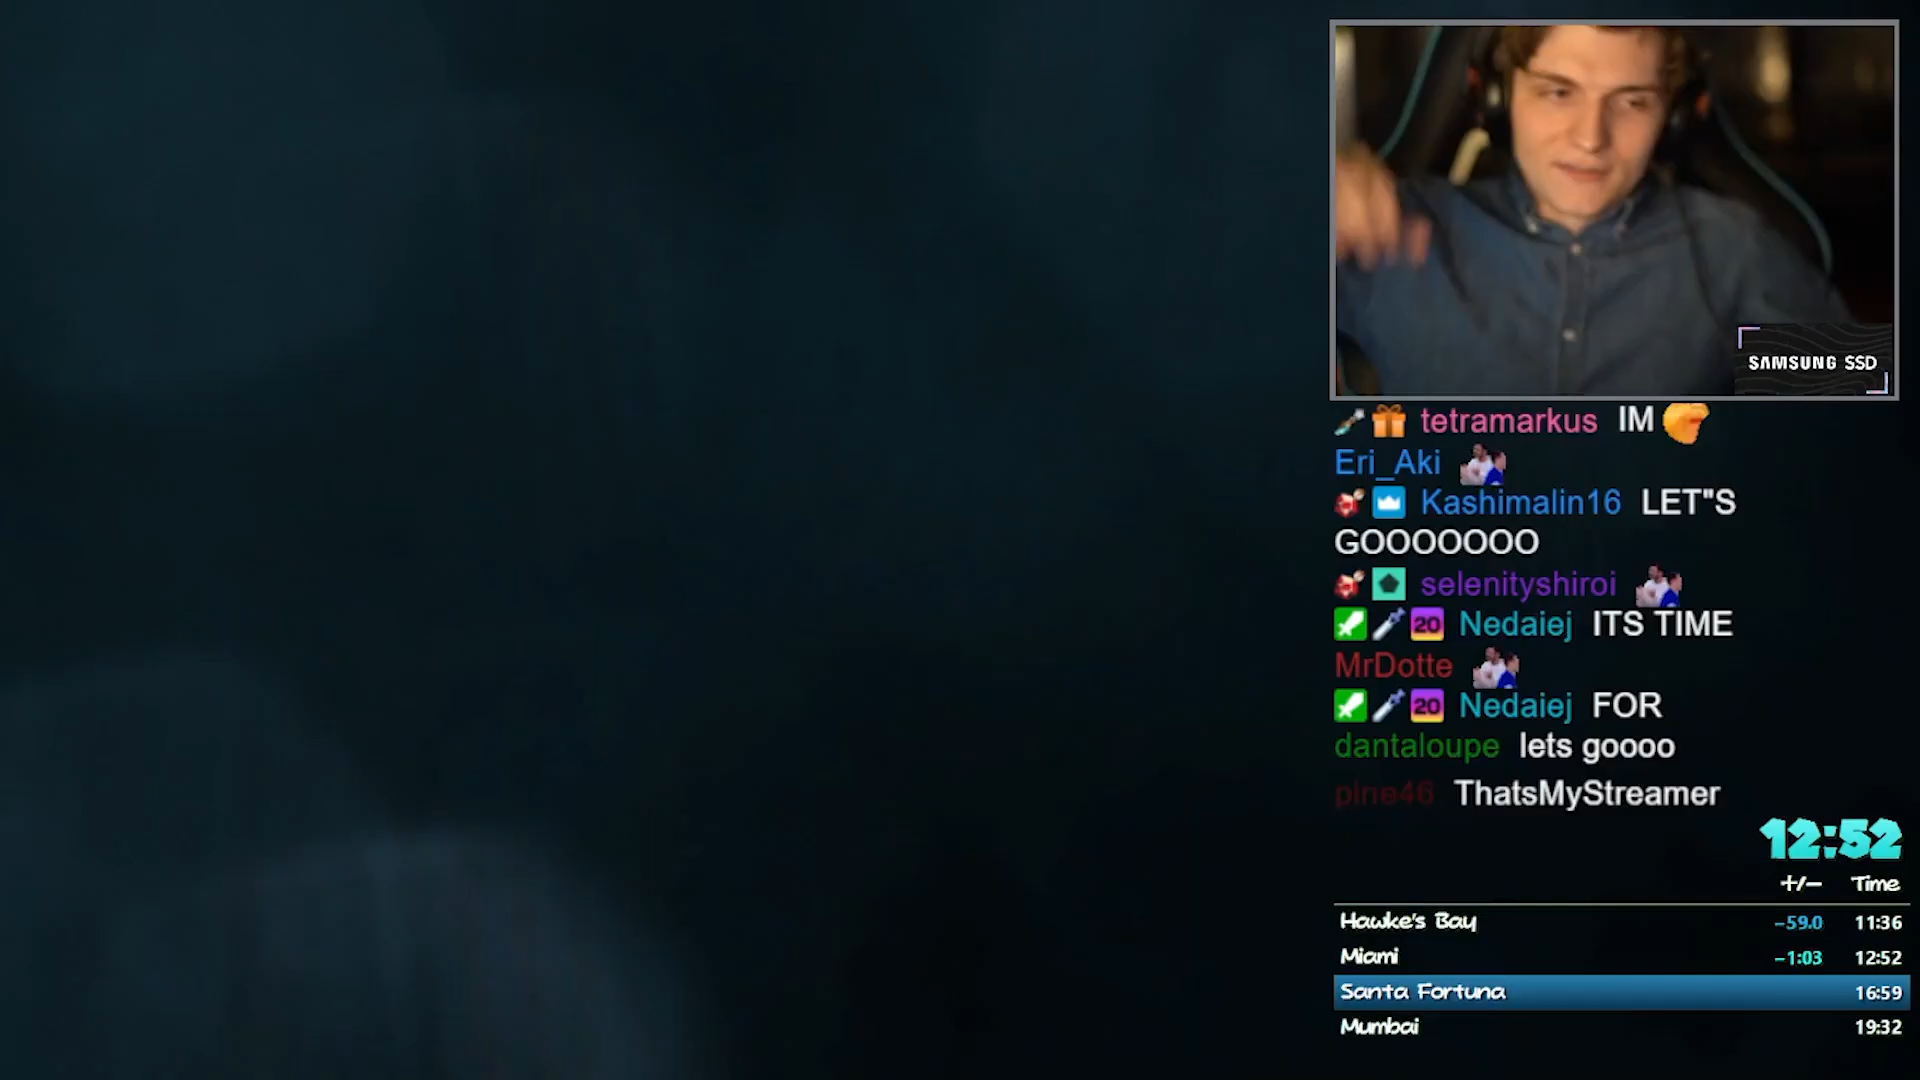 SAMSUNG SSD
tetramarkus IM
Eri_Aki
Kashimalin16 LET"S
GOOOOOOO
selenityshiroi
20 Nedaiej ITS TIME
MrDotte
20 Nedaiej FOR
dantaloupe lets goooo
plne46 ThatsMyStreamer
12:52
+/- Time
Hawke's Bay -59.0 11:36
Miami -1:03 12:52
Santa Fortuna 16:59
Mumbai 19:32